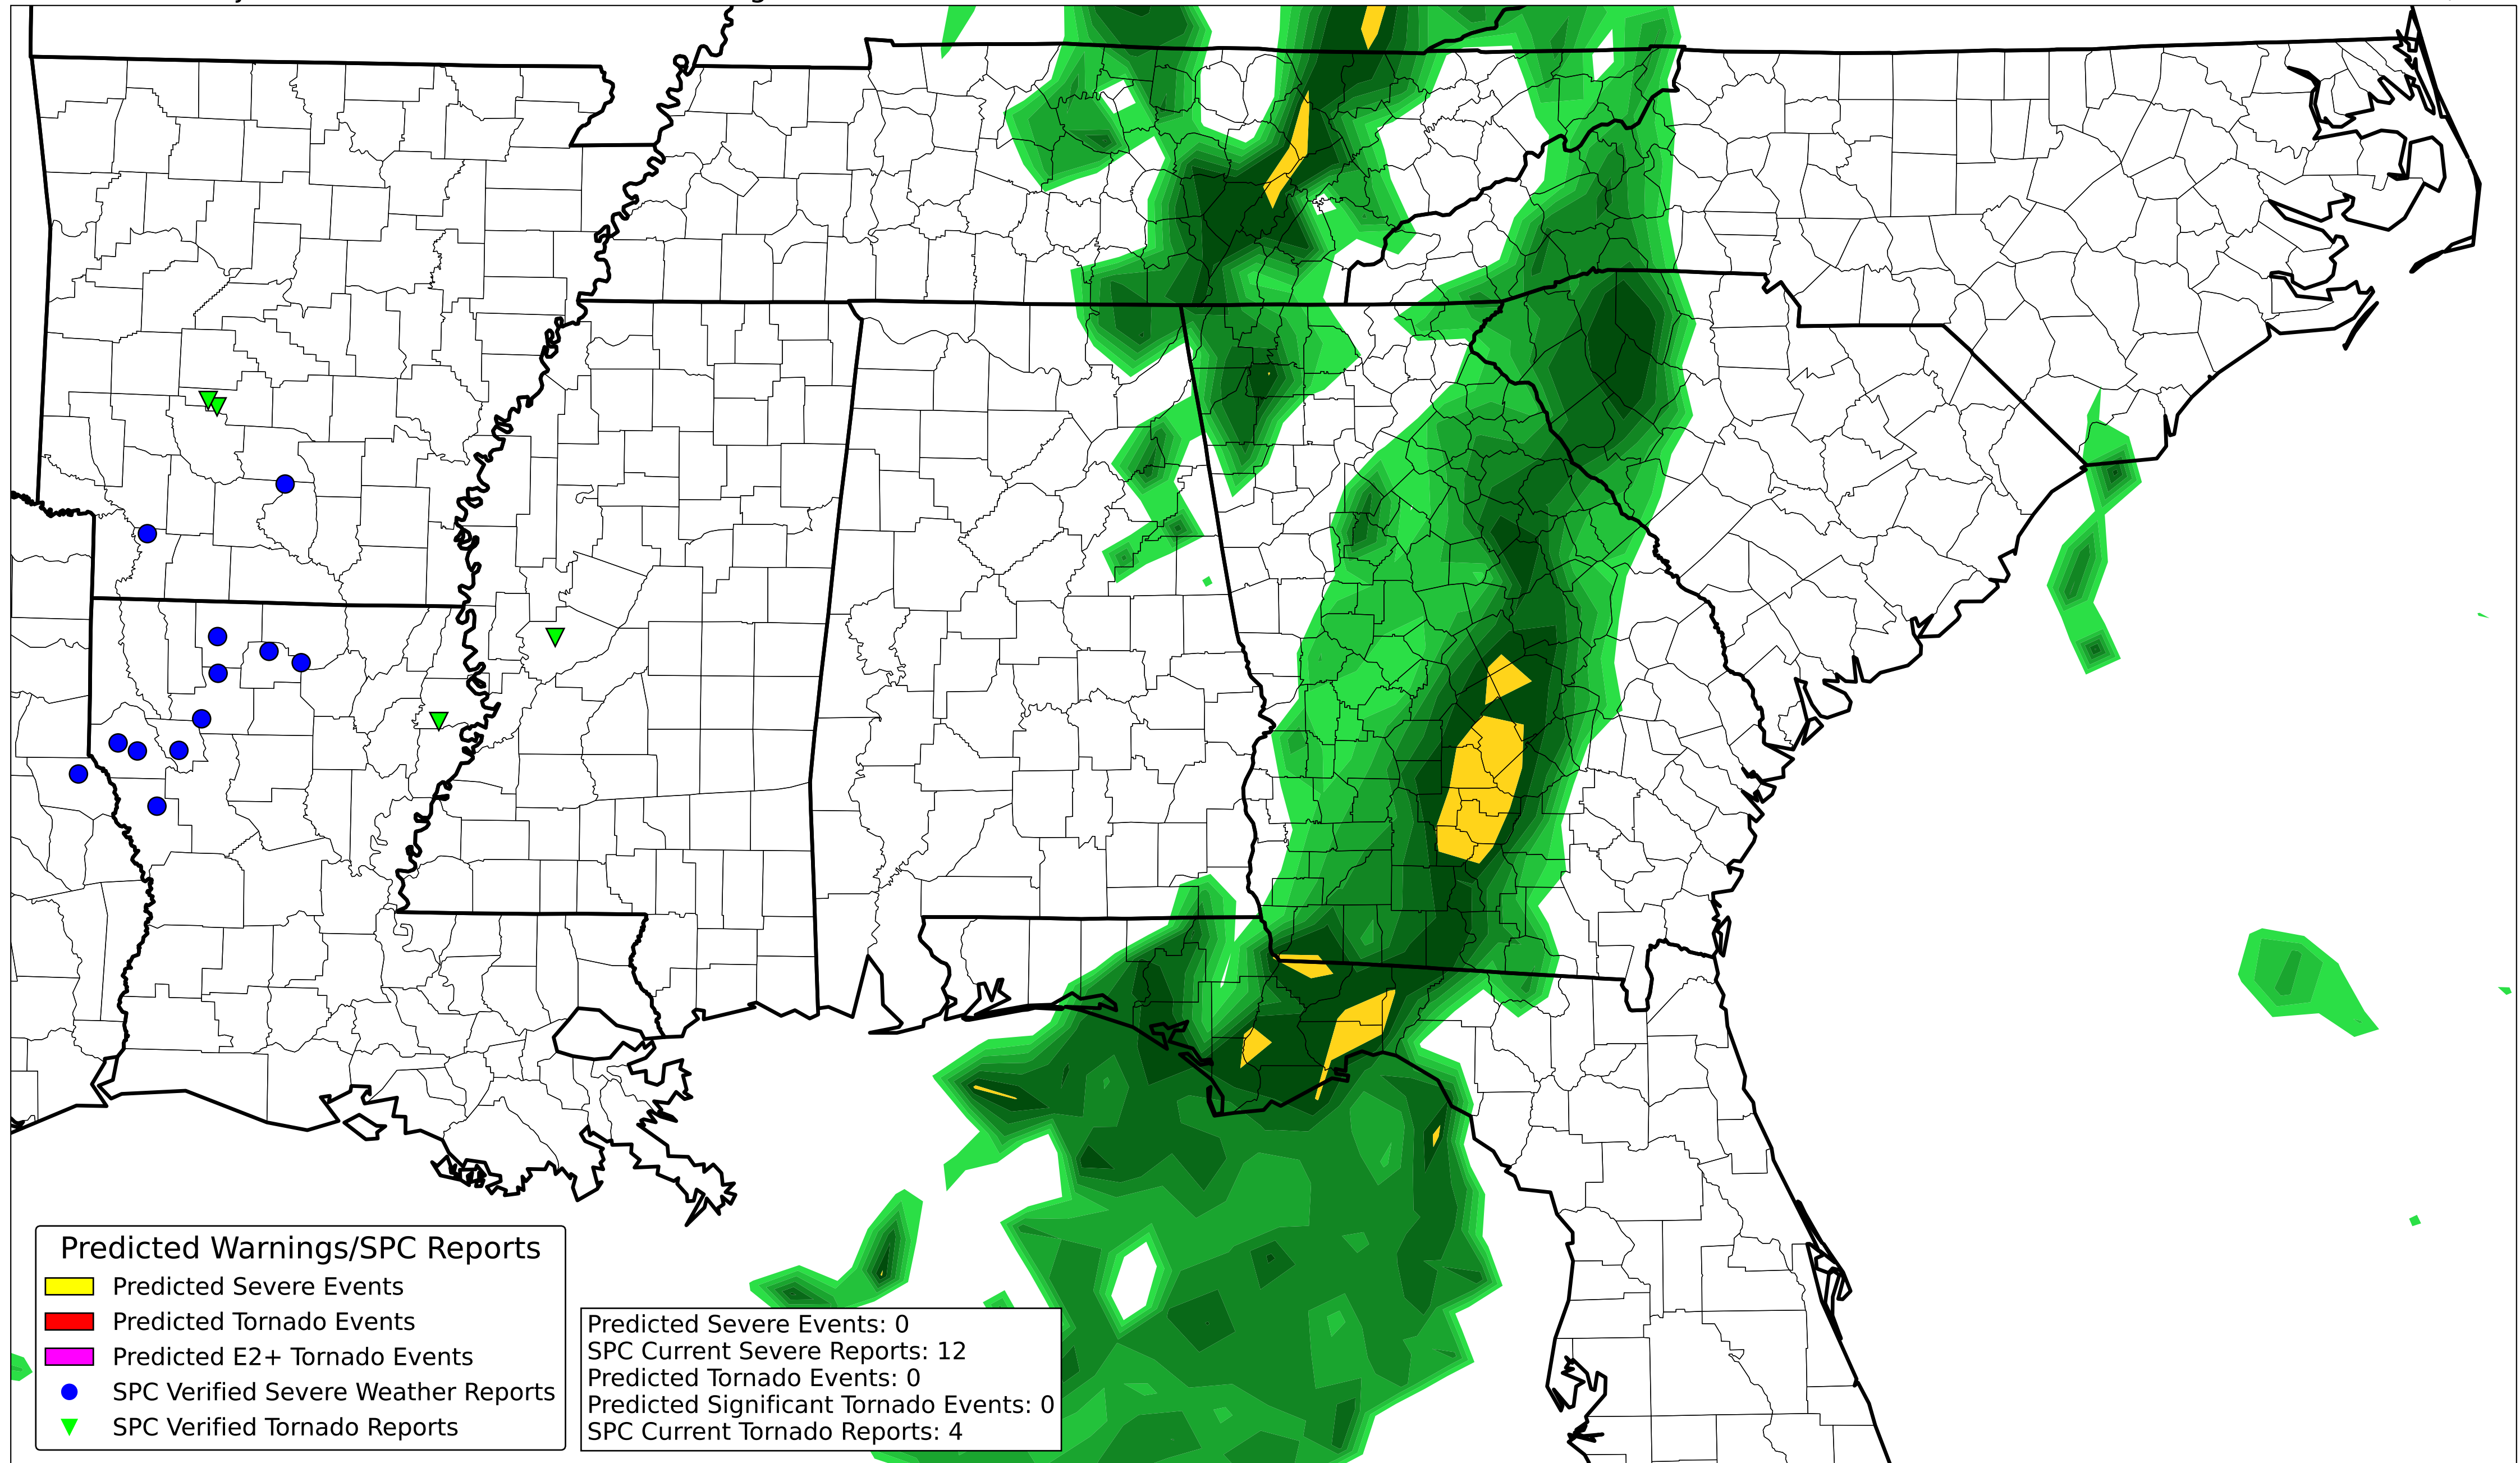 Predicted Warnings/SPC Reports
Predicted Severe Events
Predicted Tornado Events
Predicted E2+ Tornado Events
SPC Verified Severe Weather Reports
SPC Verified Tornado Reports
Predicted Severe Events: 0
SPC Current Severe Reports: 12
Predicted Tornado Events: 0
Predicted Significant Tornado Events: 0
SPC Current Tornado Reports: 4